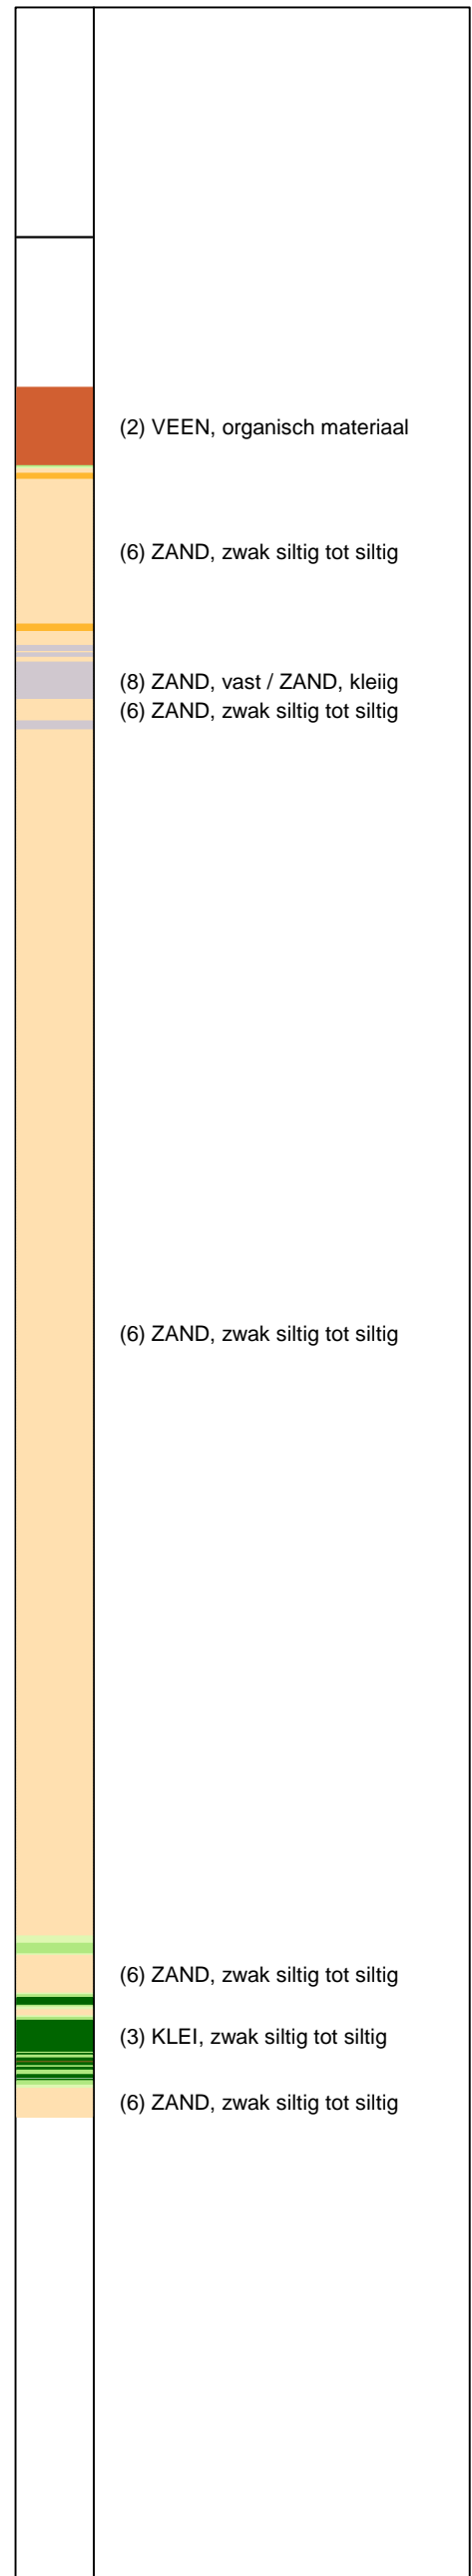 (2) VEEN, organisch materiaal
(6) ZAND, zwak siltig tot siltig
(8) ZAND, vast / ZAND, kleiig
(6) ZAND, zwak siltig tot siltig
(6) ZAND, zwak siltig tot siltig
(6) ZAND, zwak siltig tot siltig
(3) KLEI, zwak siltig tot siltig
(6) ZAND, zwak siltig tot siltig